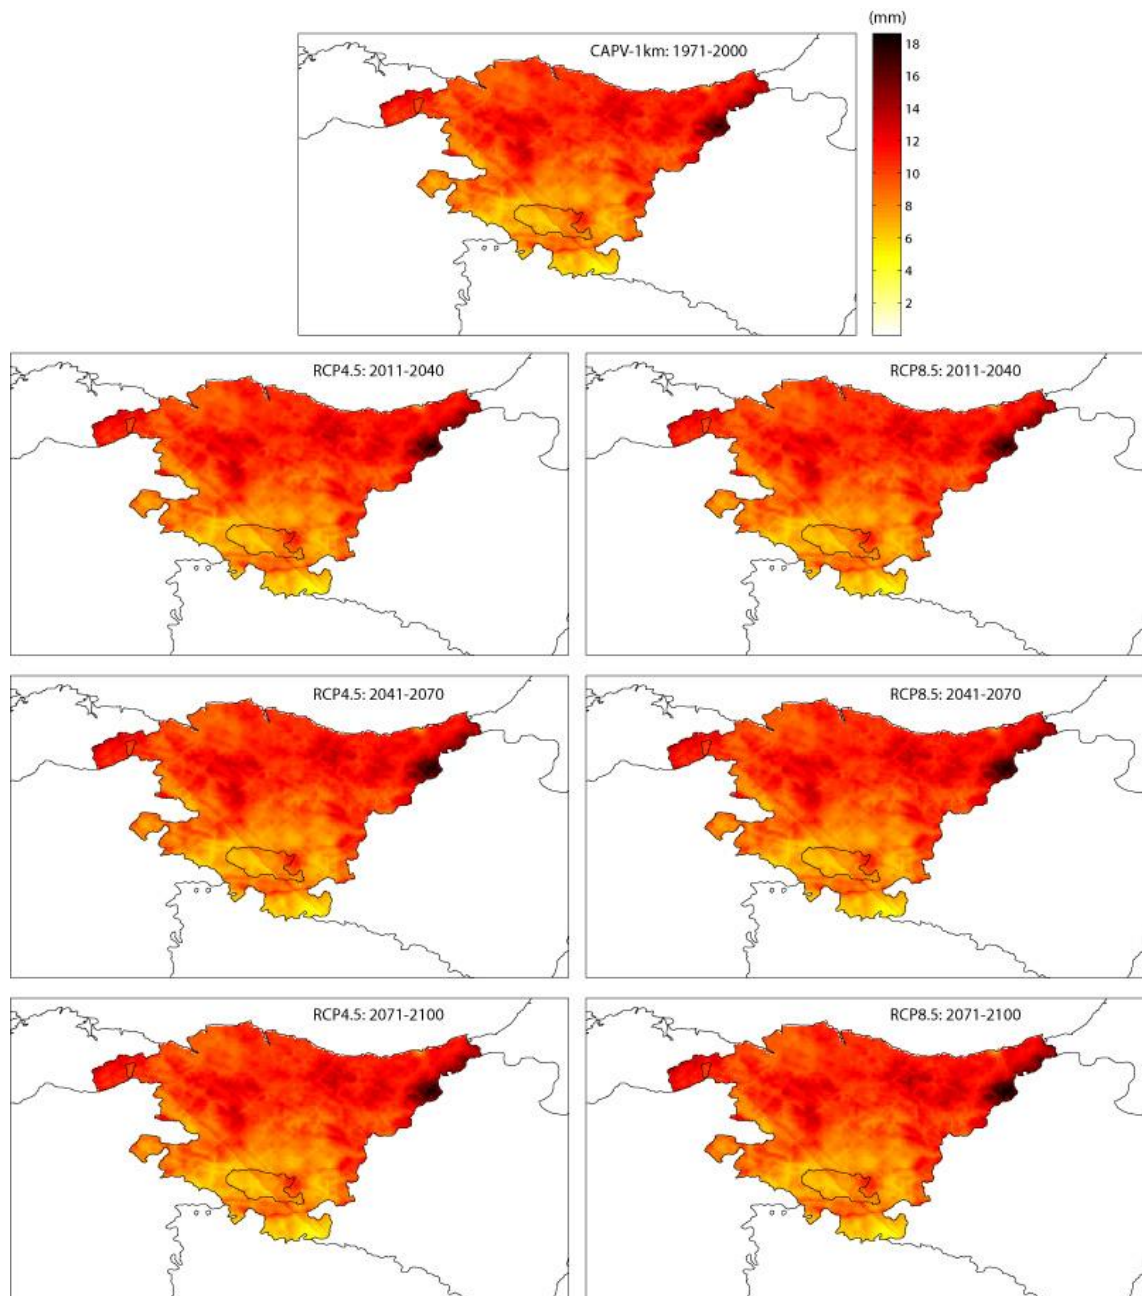 (mm)
CAPV-1km: 1971-2000
18
16
14
12
10
8
6
4
2
RCP4.5: 2011-2040
RCP8.5: 2011-2040
RCP4.5: 2041-2070
RCP8.5: 2041-2070
RCP4.5: 2071-2100
RCP8.5: 2071-2100